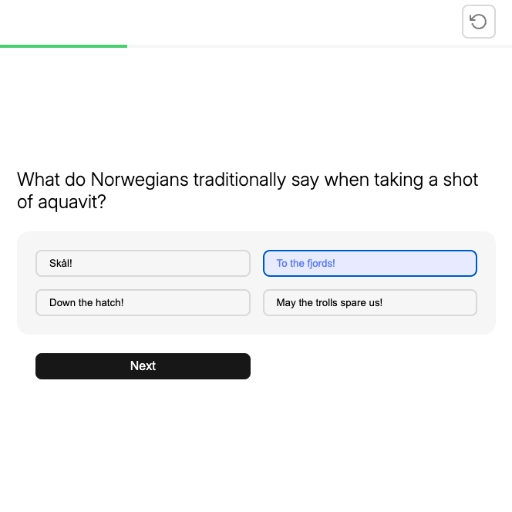 What do Norwegians traditionally say when taking a shot
of aquavit?
Skål!
To the fjords!
Down the hatch!
May the trolls spare us!
Next